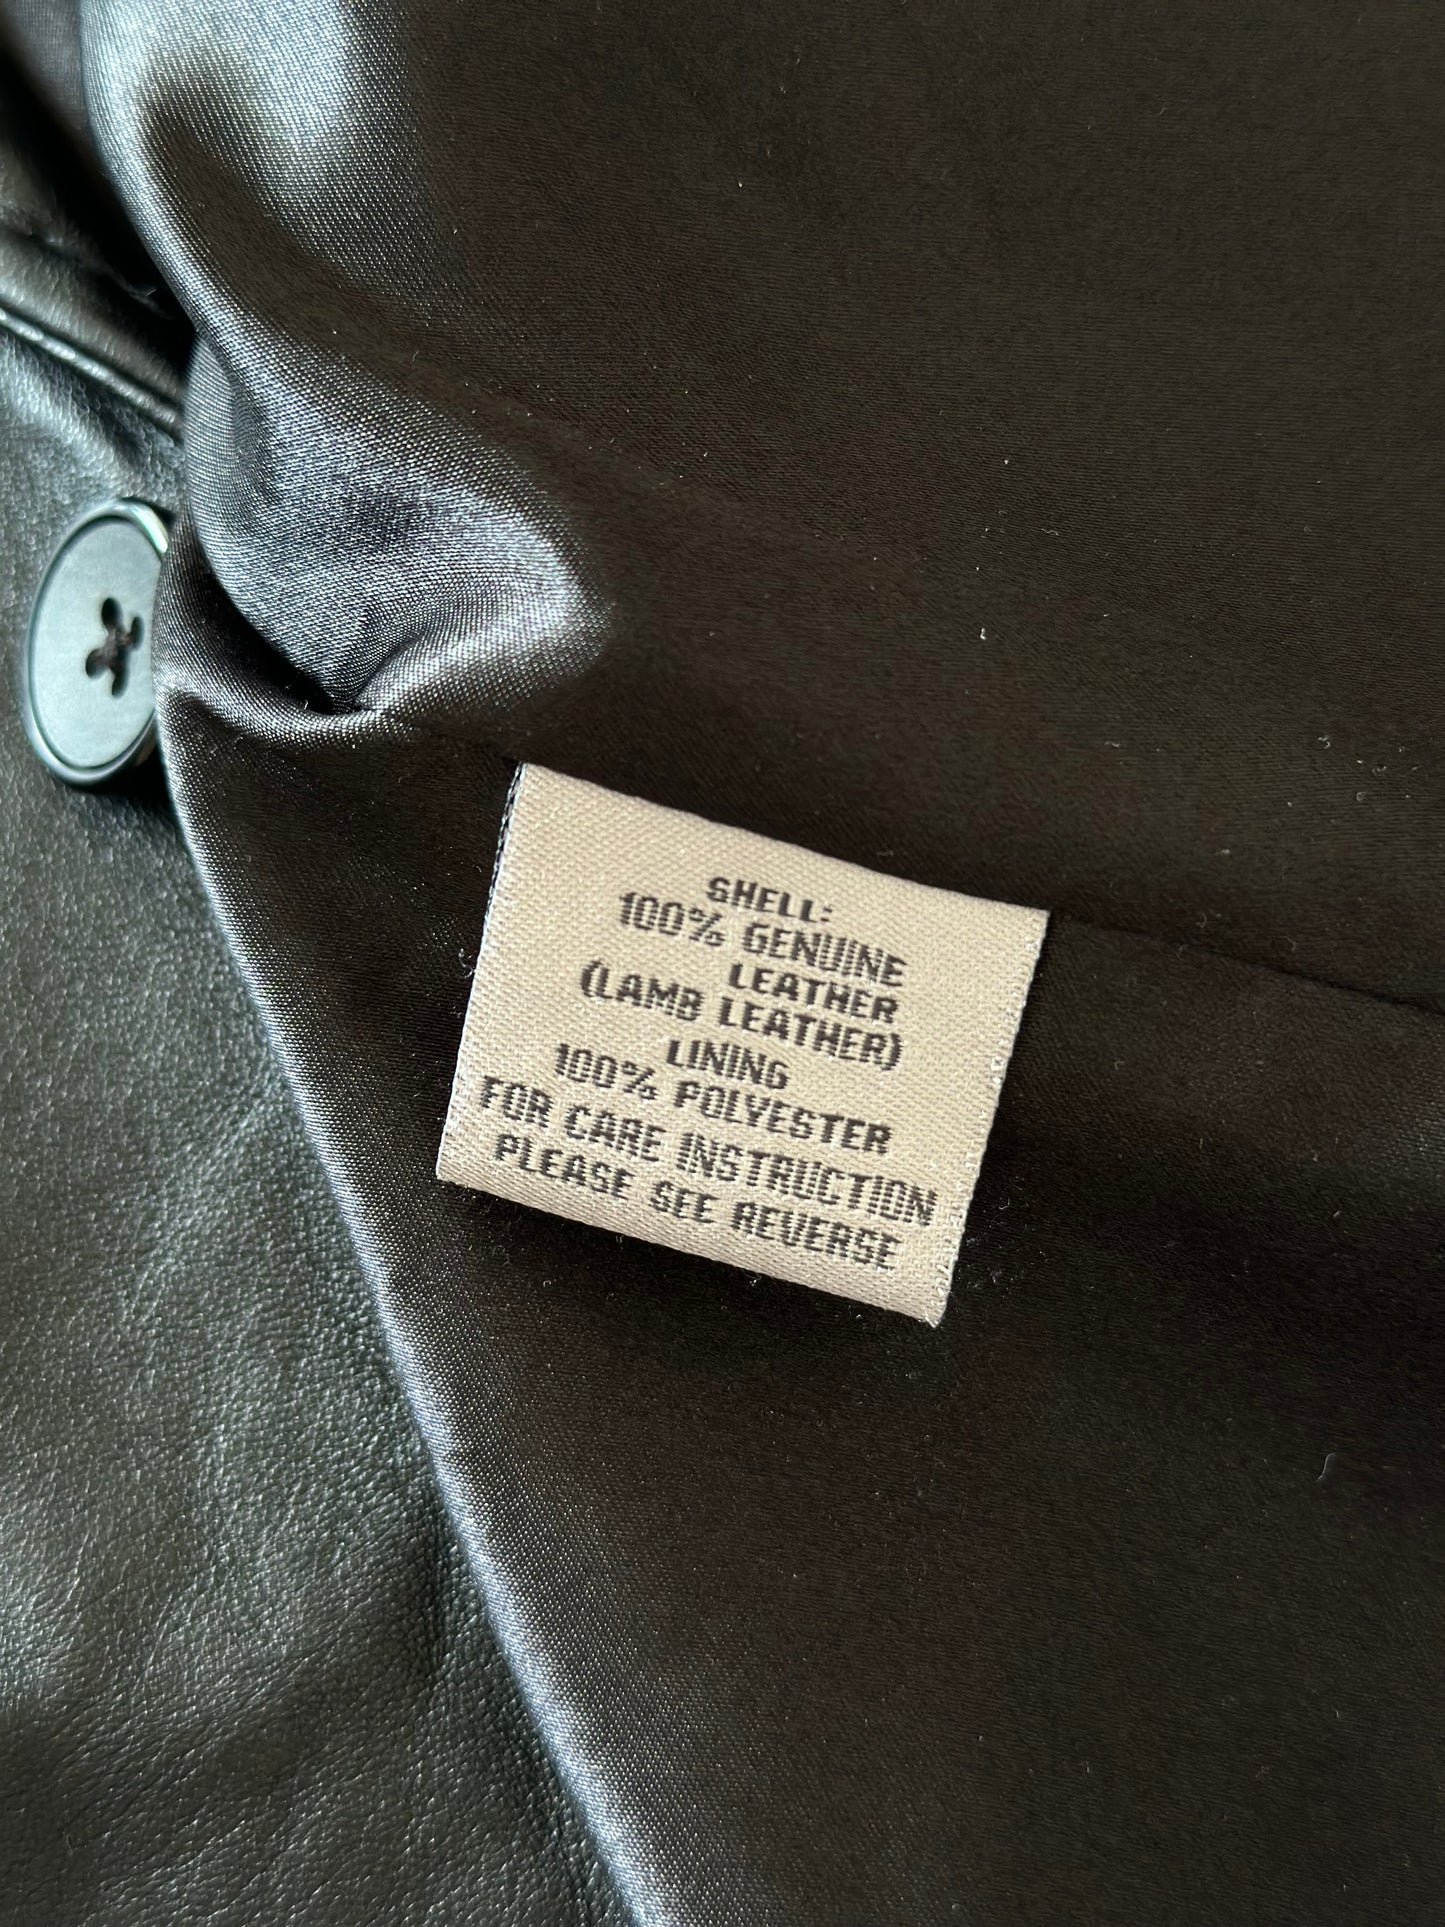 SHELL:
100% GENUINE
LEATHER
(LAMB LEATHER)
LINING
100% POLYESTER
FOR CARE INSTRUCTION
PLEASE SEE REVERSE